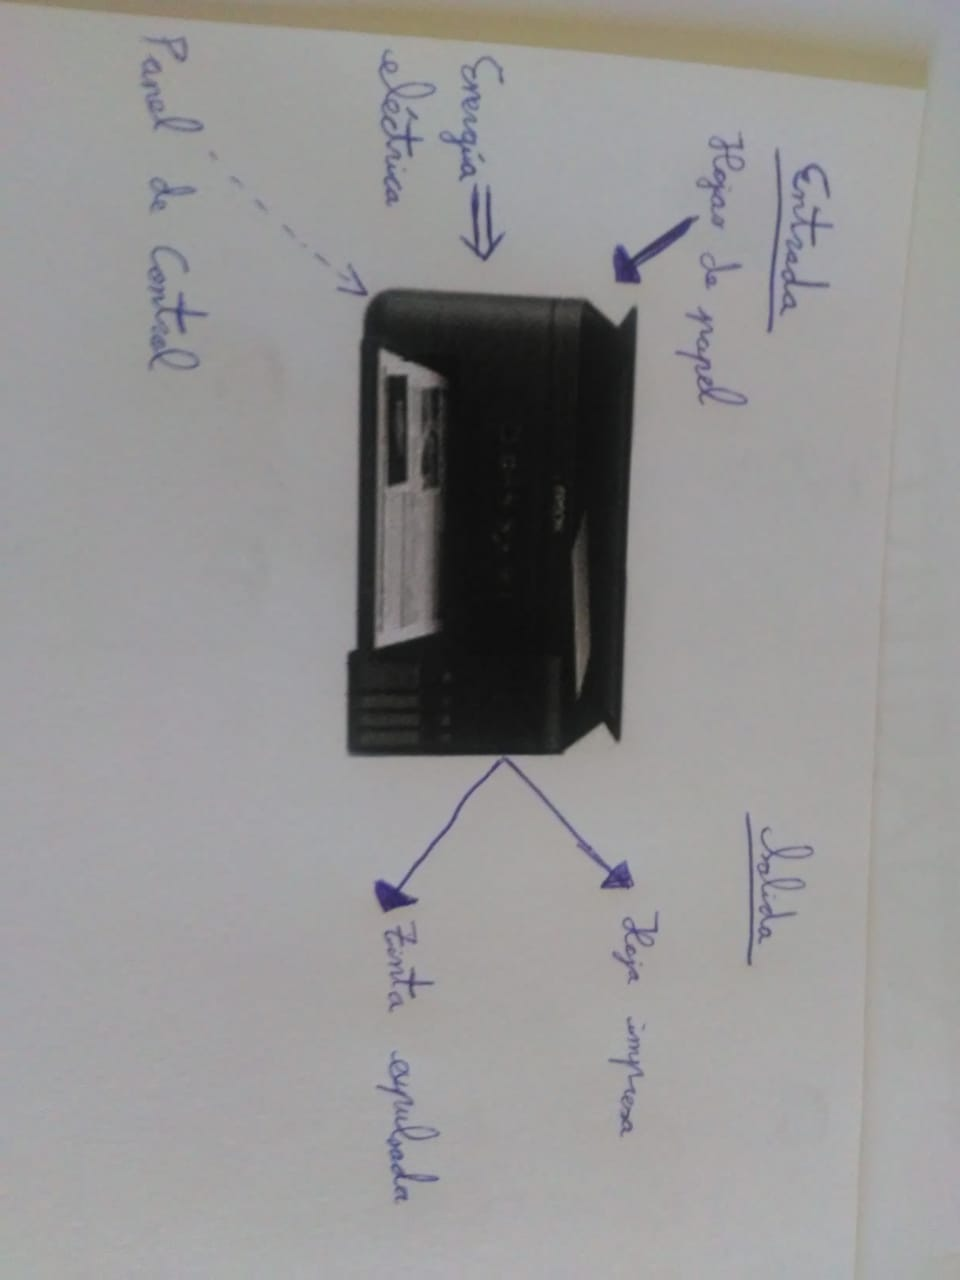 Entrada
Salida
Hojas de papel
Hoja impresa
Energía
eléctrica
Tinta expulsada
Panel de Control